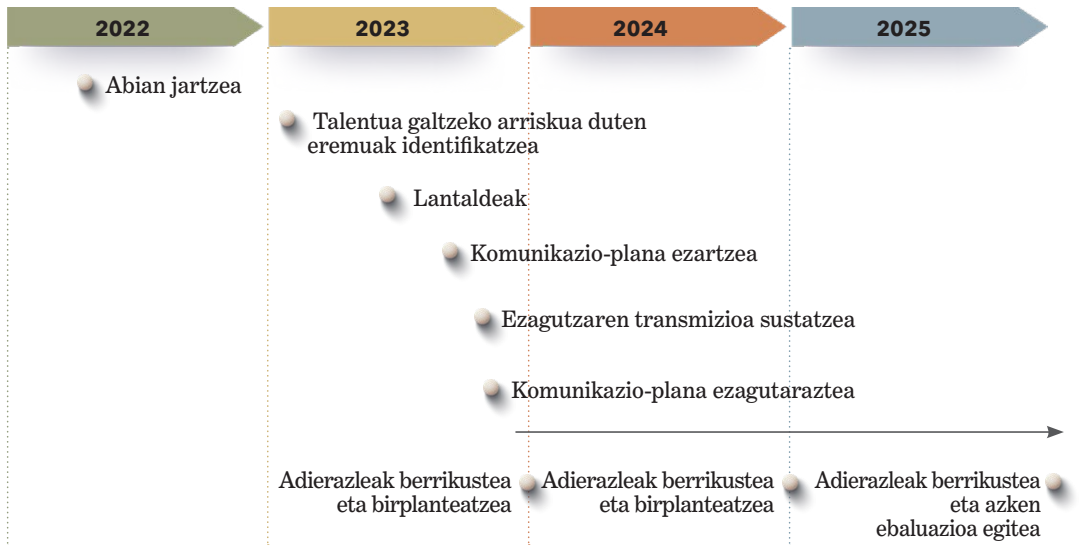 2022
2023
2024
2025
Abian jartzea
Talentua galtzeko arriskua duten
eremuak identifikatzea
Lantaldeak
Komunikazio-plana ezartzea
Ezagutzaren transmizioa sustatzea
Komunikazio-plana ezagutaraztea
Adierazleak berrikustea
eta birplanteatzea
Adierazleak berrikustea
eta birplanteatzea
Adierazleak berrikustea
eta azken
ebaluazioa egitea